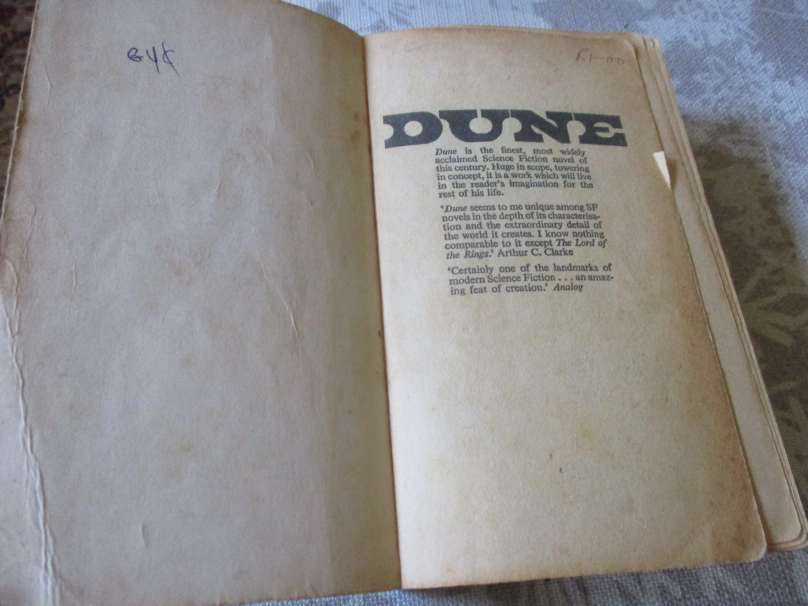 DUNE
Dune is the finest, most widely
acclaimed Science Fiction novel of
this century. Huge in scope, towering
in concept, it is a work which will live
in the reader's imagination for the
rest of his life.
'Dune seems to me unique among SF
novels in the depth of its characterisa-
tion and the extraordinary detail of
the world it creates. I know nothing
comparable to it except The Lord of
the Rings.' Arthur C. Clarke
'Certainly one of the landmarks of
modern Science Fiction . . . an amaz-
ing feat of creation.' Analog